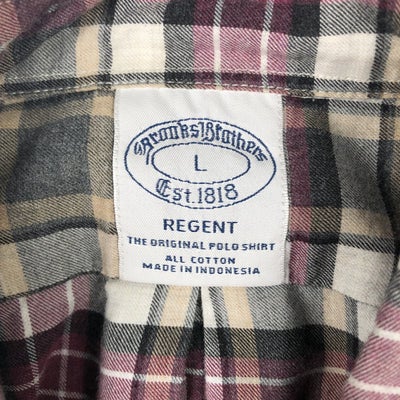 Brooks Brothers
L
Est. 1818
REGENT
THE ORIGINAL POLO SHIRT
ALL COTTON
MADE IN INDONESIA